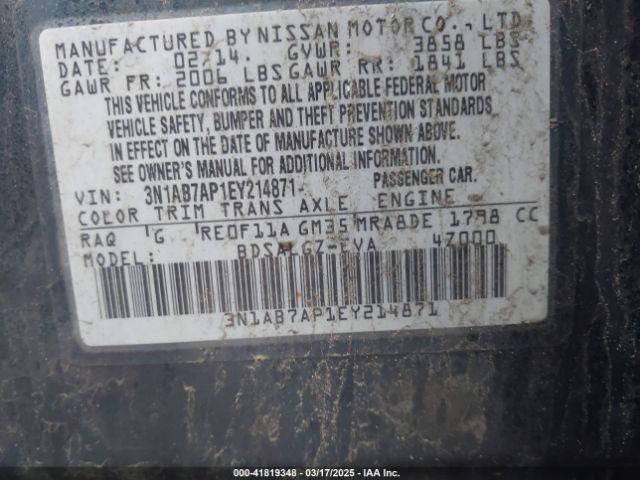 MANUFACTURED BY NISSAN MOTOR CO., LTD
DATE: 02/14. GVWR: 3858 LBS
GAWR FR: 2006 LBS GAWR RR: 1841 LBS
THIS VEHICLE CONFORMS TO ALL APPLICABLE FEDERAL MOTOR
VEHICLE SAFETY, BUMPER AND THEFT PREVENTION STANDARDS
IN EFFECT ON THE DATE OF MANUFACTURE SHOWN ABOVE.
SEE OWNER'S MANUAL FOR ADDITIONAL INFORMATION.
VIN: 3N1AB7AP1EY214871- PASSENGER CAR.
COLOR TRIM TRANS AXLE ENGINE
RAQ G RE0F11A GM35 MRA8DE 1798 CC
MODEL: 47000
3N1AB7AP1EY214871
000-41819348 - 03/17/2025 - IAA Inc.